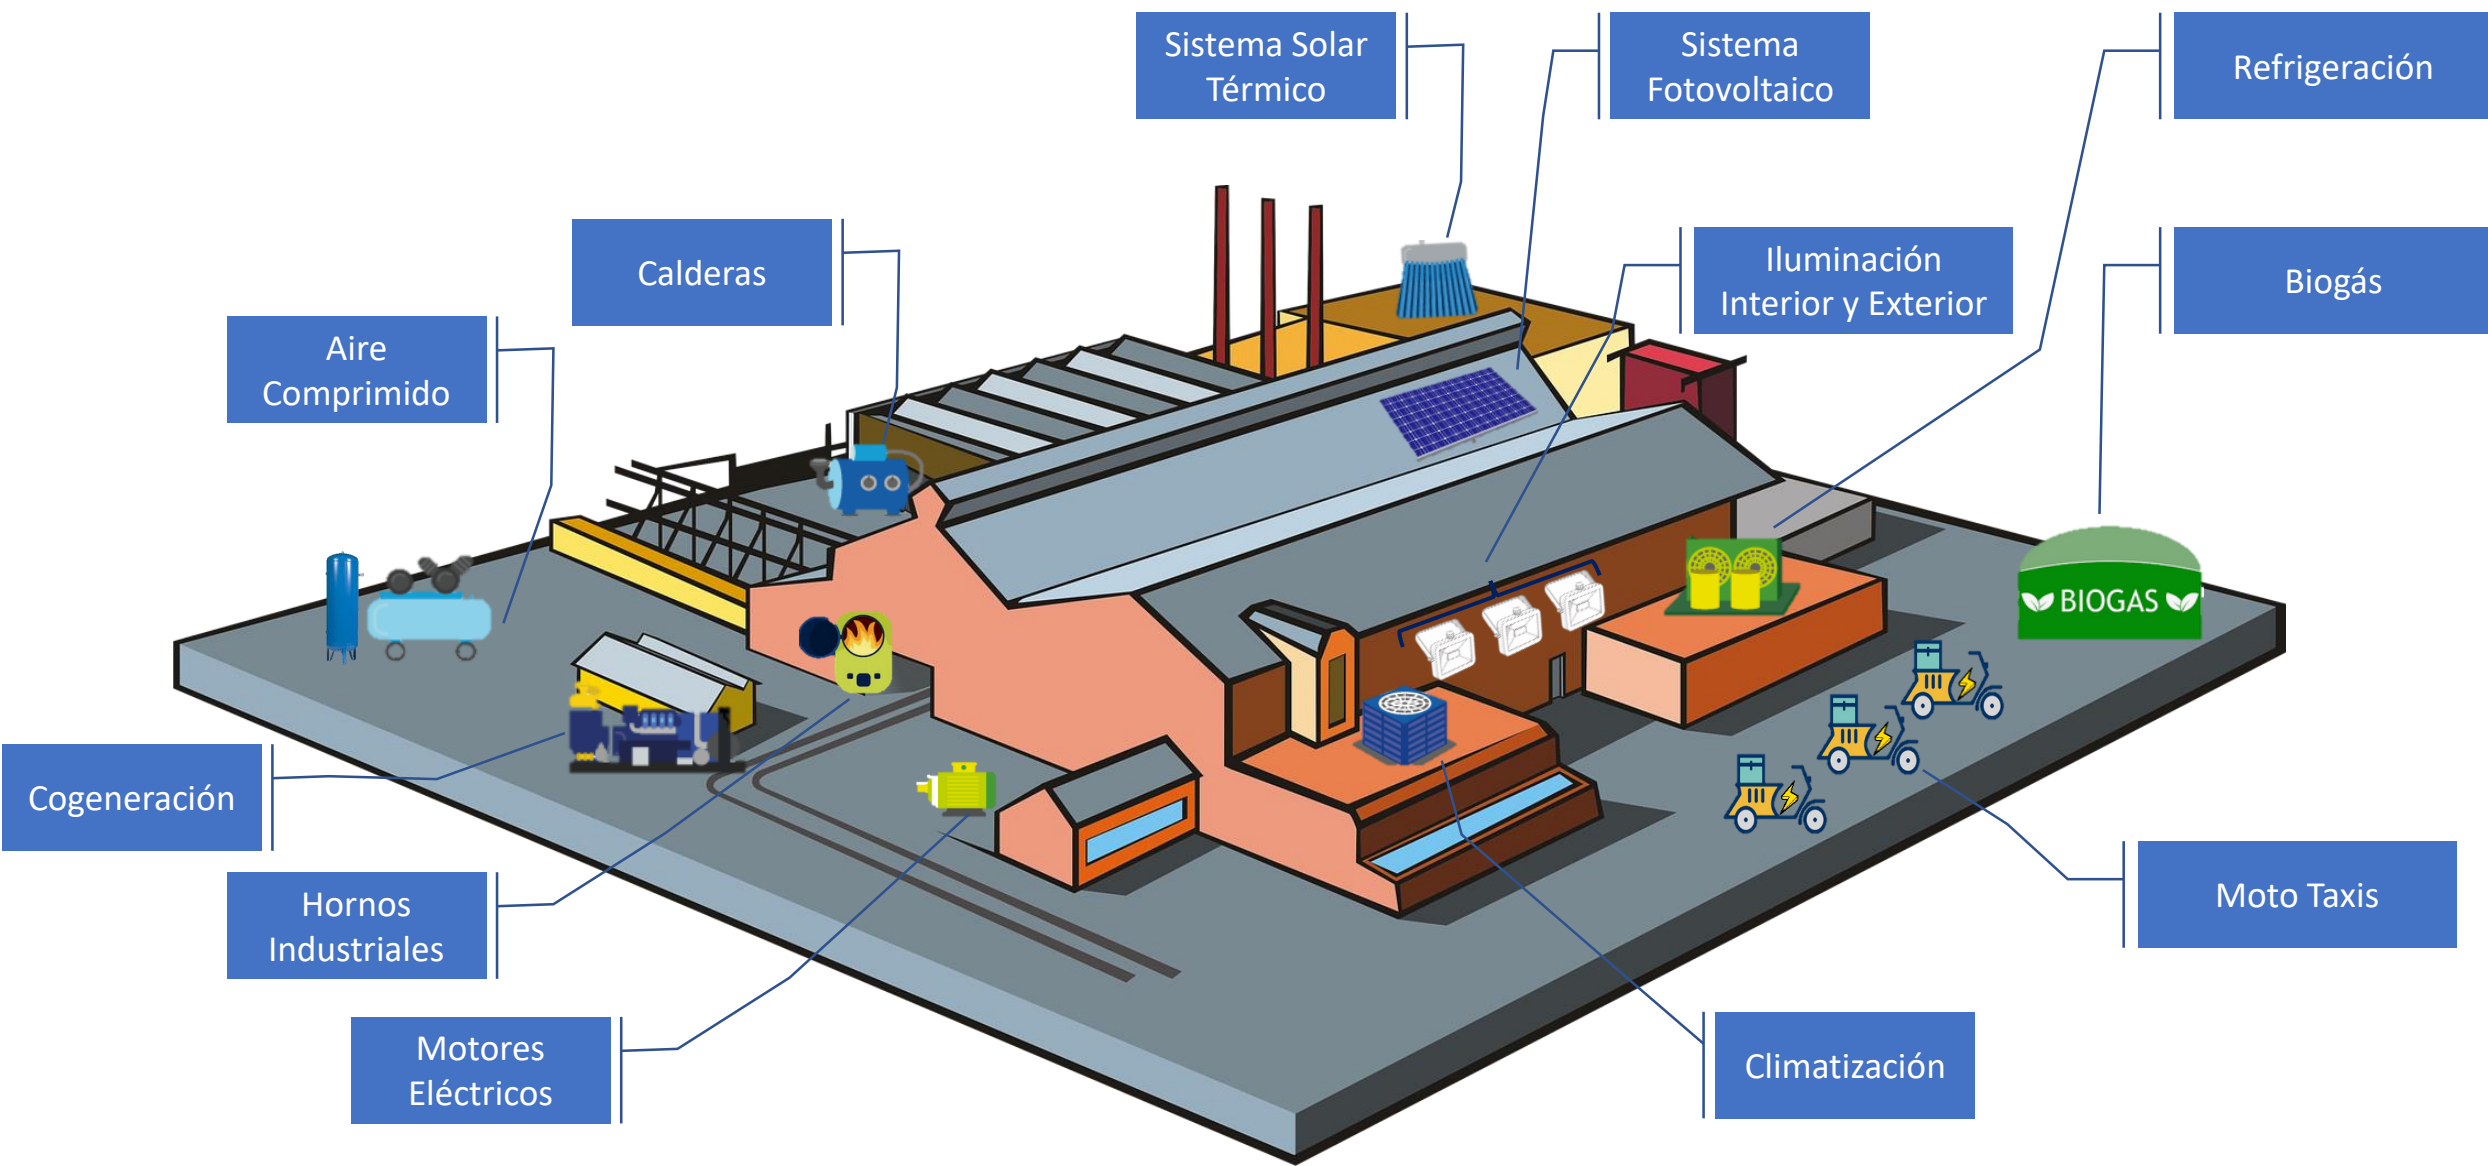 Sistema Solar
Térmico
Sistema
Fotovoltaico
Refrigeración
Calderas
Iluminación
Interior y Exterior
Biogás
Aire
Comprimido
BIOGAS
Cogeneración
Hornos
Industriales
Moto Taxis
Motores
Eléctricos
Climatización